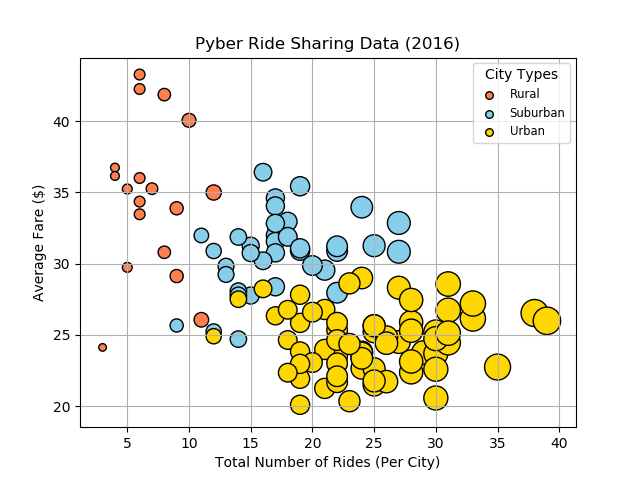 Pyber Ride Sharing Data (2016)
City Types
Rural
Suburban
Urban
40
35
30
25
20
Average Fare ($)
5 10 15 20 25 30 35 40
Total Number of Rides (Per City)